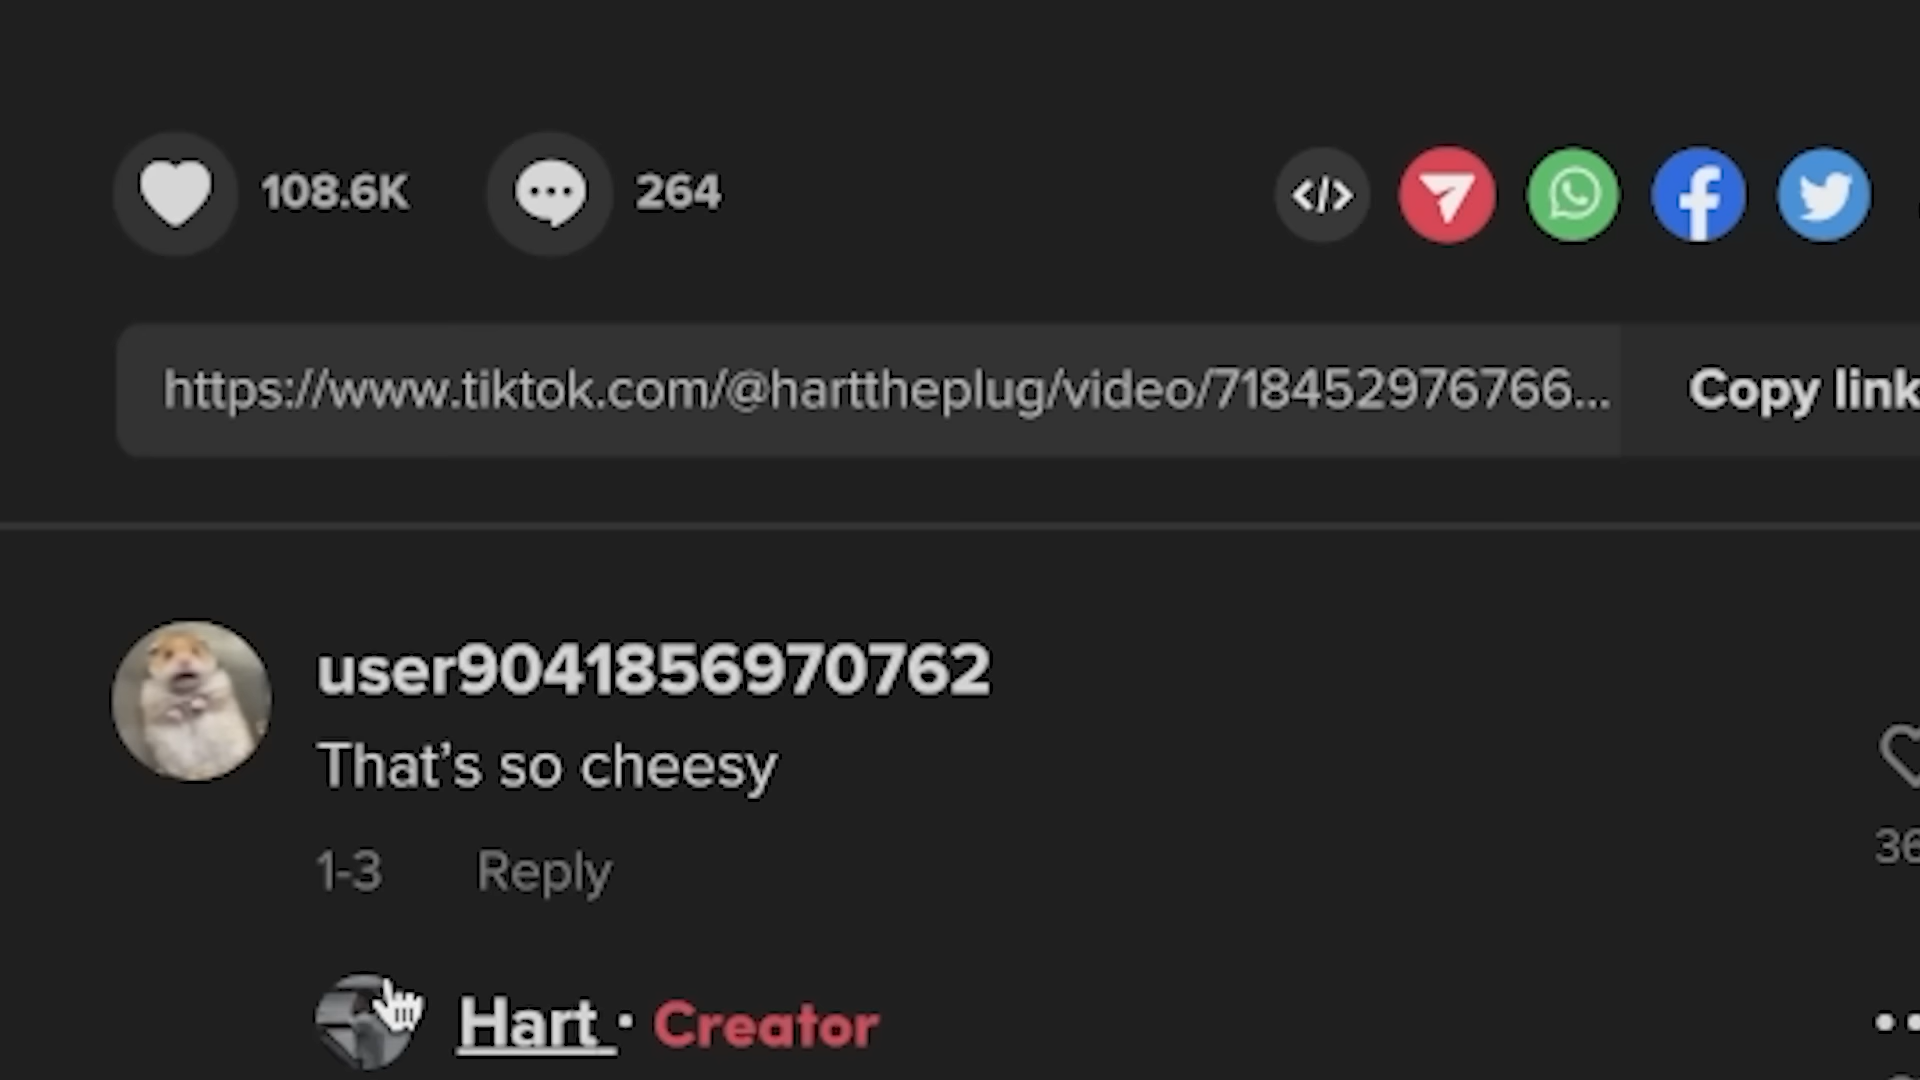 108.6K 264
https://www.tiktok.com/@harttheplug/video/718452976766... Copy link
user9041856970762
That's so cheesy
1-3 Reply
36
Hart · Creator